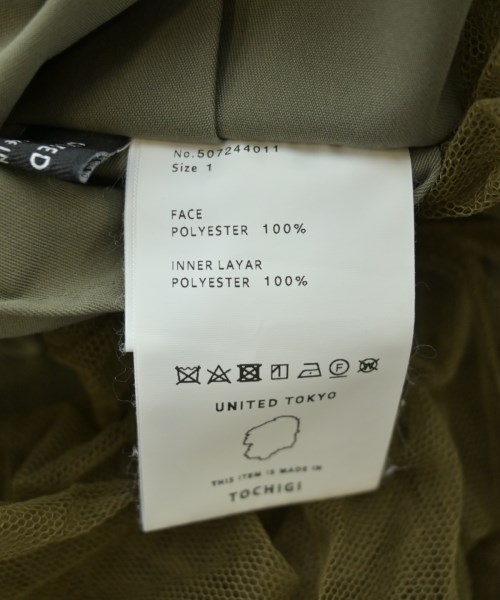 No.507244011
Size 1
FACE
POLYESTER 100%
INNER LAYAR
POLYESTER 100%
UNITED TOKYO
THIS ITEM IS MADE IN
TOCHIGI